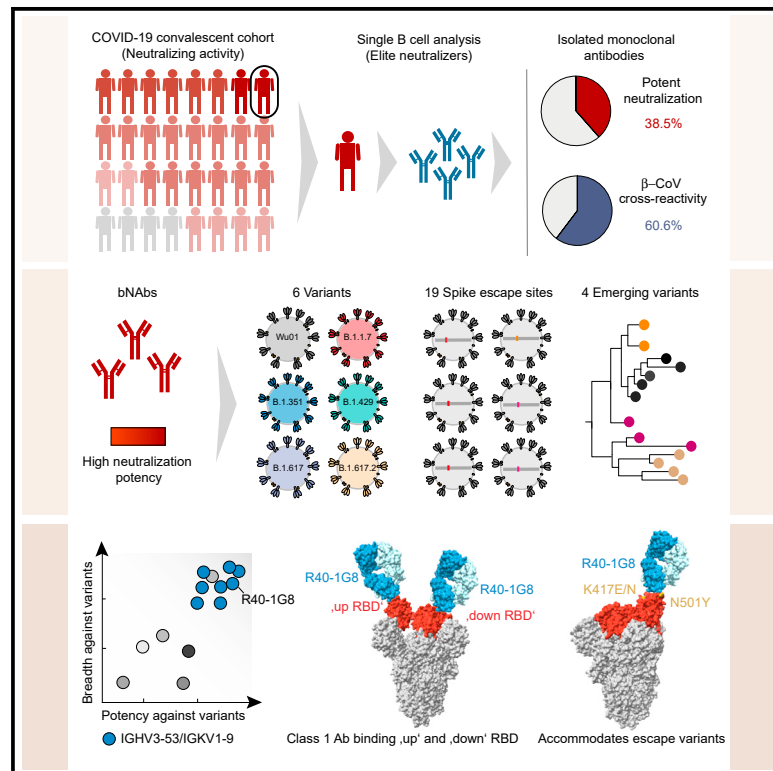 COVID-19 convalescent cohort
(Neutralizing activity)
Single B cell analysis
(Elite neutralizers)
Isolated monoclonal
antibodies
Potent
neutralization
38.5%
β–CoV
cross-reactivity
60.6%
bNAbs
High neutralization
potency
6 Variants
Wu01
B.1.1.7
B.1.351
B.1.429
B.1.617
B.1.617.2
19 Spike escape sites
4 Emerging variants
Breadth against variants
R40-1G8
Potency against variants
IGHV3-53/IGKV1-9
R40-1G8
R40-1G8
‚up RBD‘
‚down RBD‘
Class 1 Ab binding ‚up‘ and ‚down‘ RBD
R40-1G8
K417E/N
N501Y
Accommodates escape variants